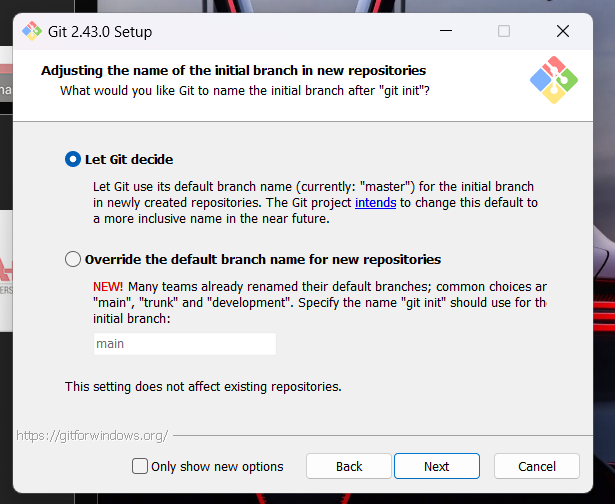 Git 2.43.0 Setup
Adjusting the name of the initial branch in new repositories
What would you like Git to name the initial branch after "git init"?
Let Git decide
Let Git use its default branch name (currently: "master") for the initial branch
in newly created repositories. The Git project intends to change this default to
a more inclusive name in the near future.
Override the default branch name for new repositories
NEW! Many teams already renamed their default branches; common choices ar
"main", "trunk" and "development". Specify the name "git init" should use for the
initial branch:
main
This setting does not affect existing repositories.
https://gitforwindows.org/
Only show new options
Back
Next
Cancel